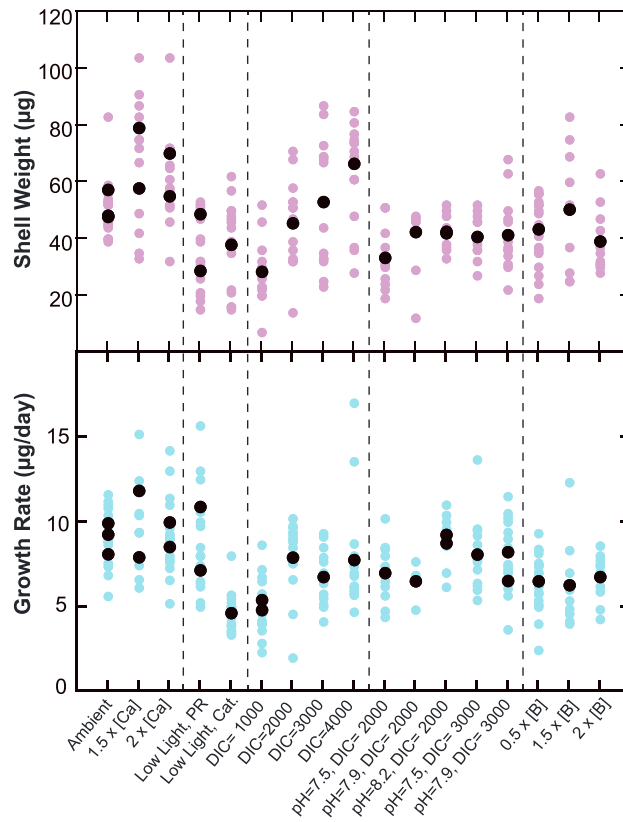 Shell Weight (μg)
120
100
80
60
40
20
Growth Rate (μg/day)
15
10
5
0
Ambient
1.5 x [Ca]
2 x [Ca]
Low Light, PR
Low Light, Cat.
DIC= 1000
DIC=2000
DIC=3000
DIC=4000
pH=7.5, DIC= 2000
pH=7.9, DIC= 2000
pH=8.2, DIC= 2000
pH=7.5, DIC= 3000
pH=7.9, DIC= 3000
0.5 x [B]
1.5 x [B]
2 x [B]